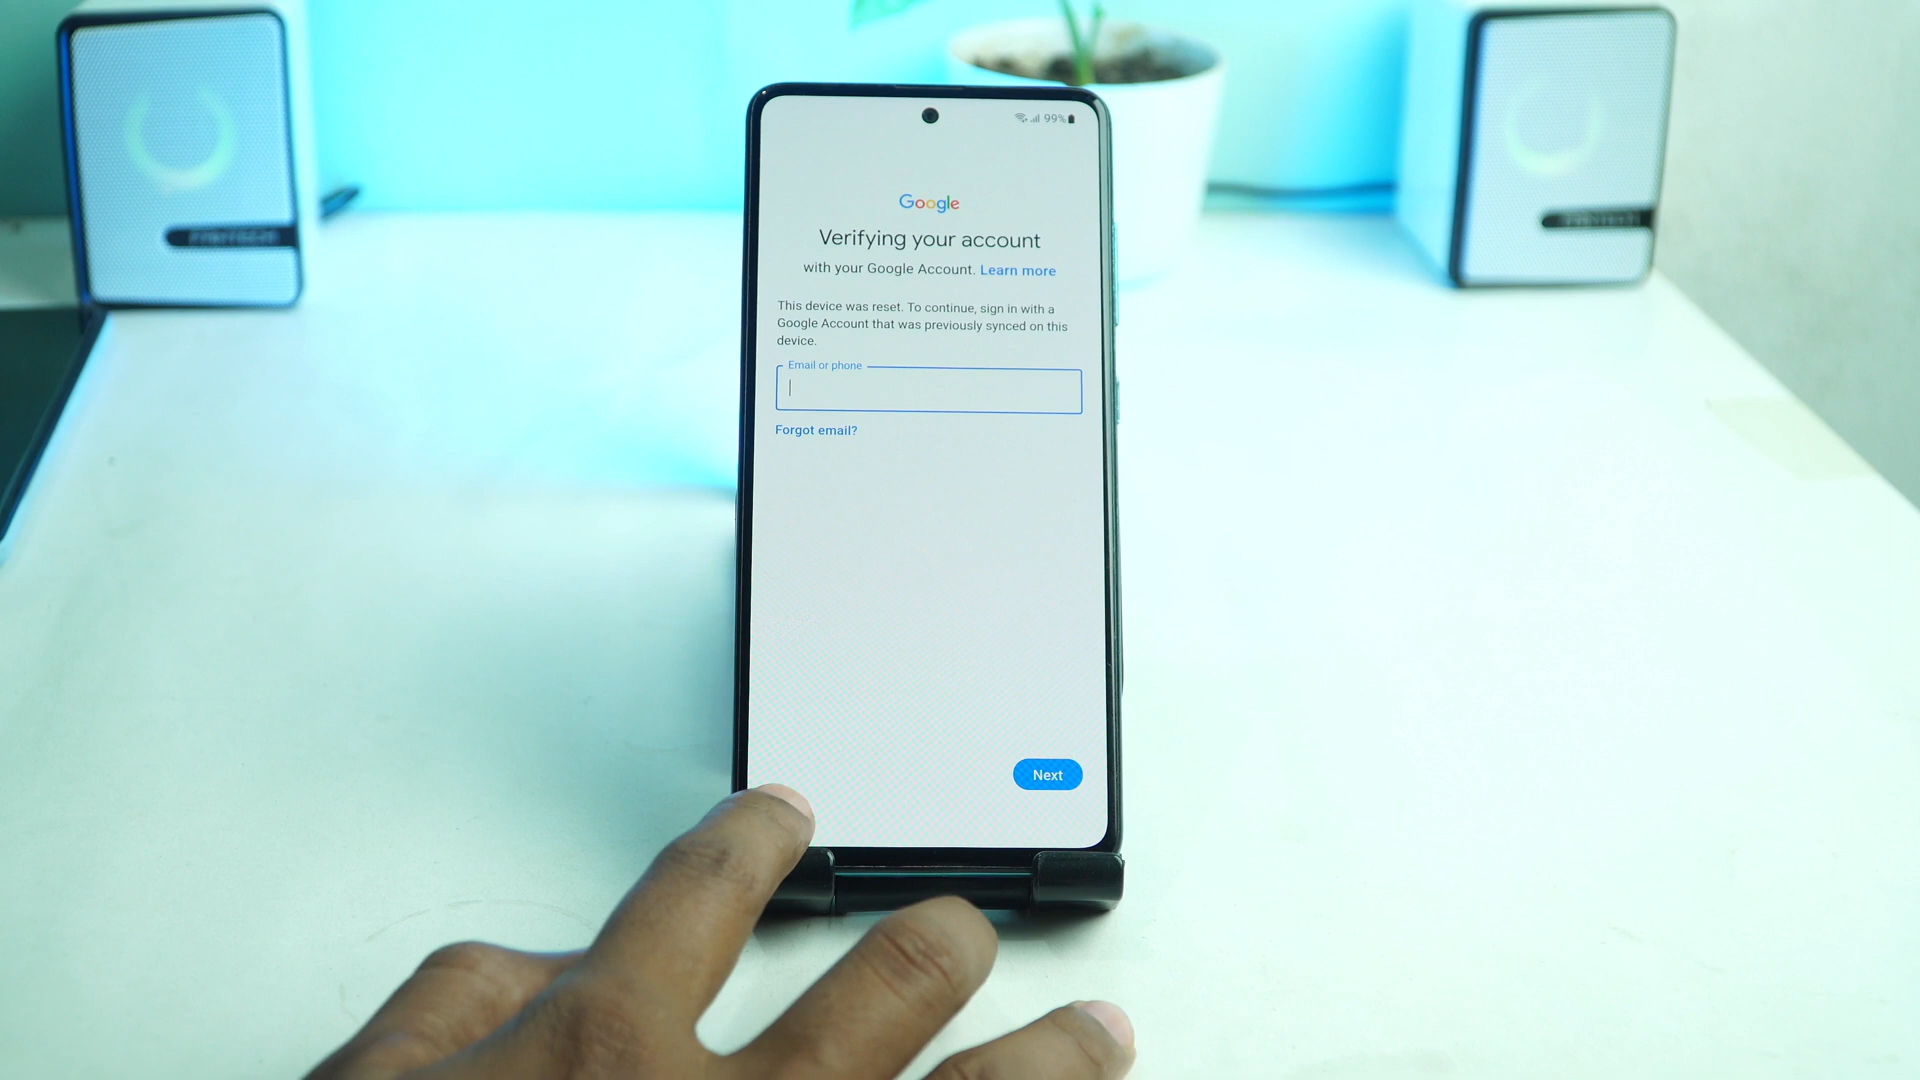 99%
Google
Verifying your account
with your Google Account. Learn more
This device was reset. To continue, sign in with a
Google Account that was previously synced on this
device.
Email or phone
Forgot email?
Next